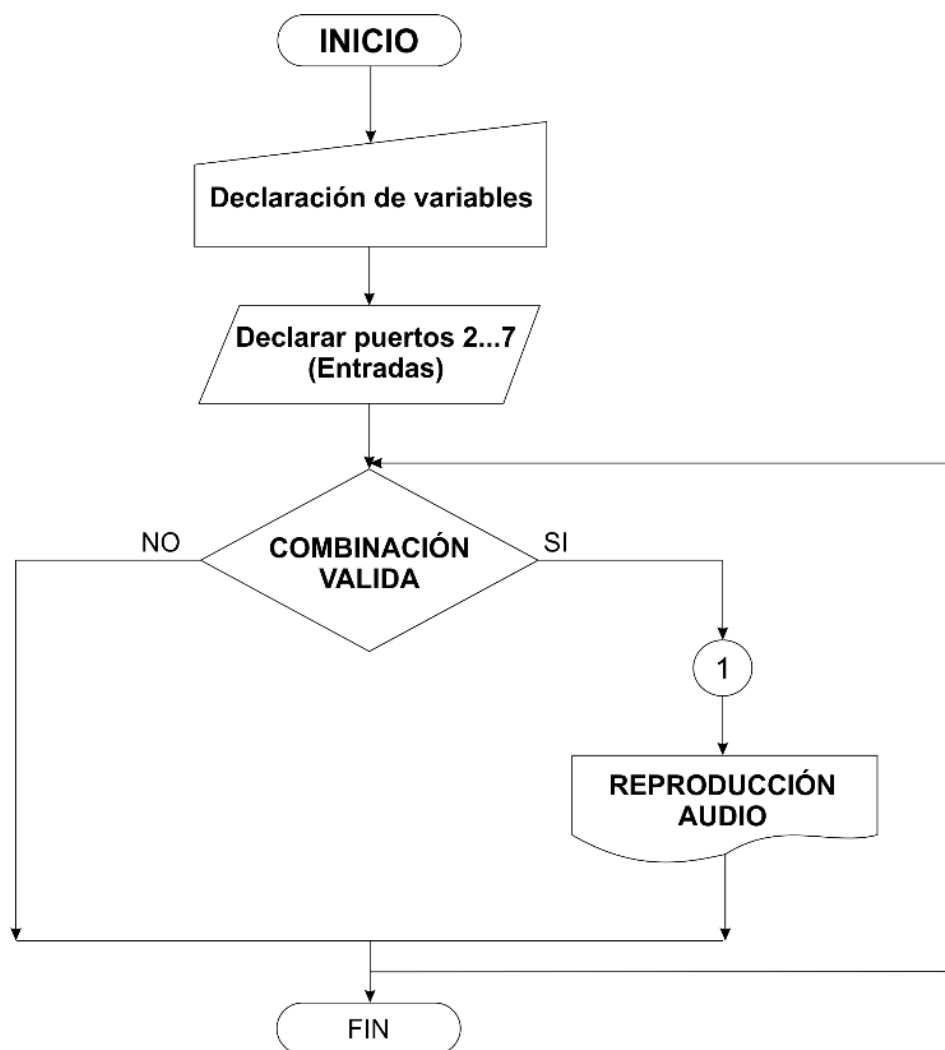 INICIO
Declaración de variables
Declarar puertos 2...7
(Entradas)
NO
COMBINACIÓN
VALIDA
SI
1
REPRODUCCIÓN
AUDIO
FIN